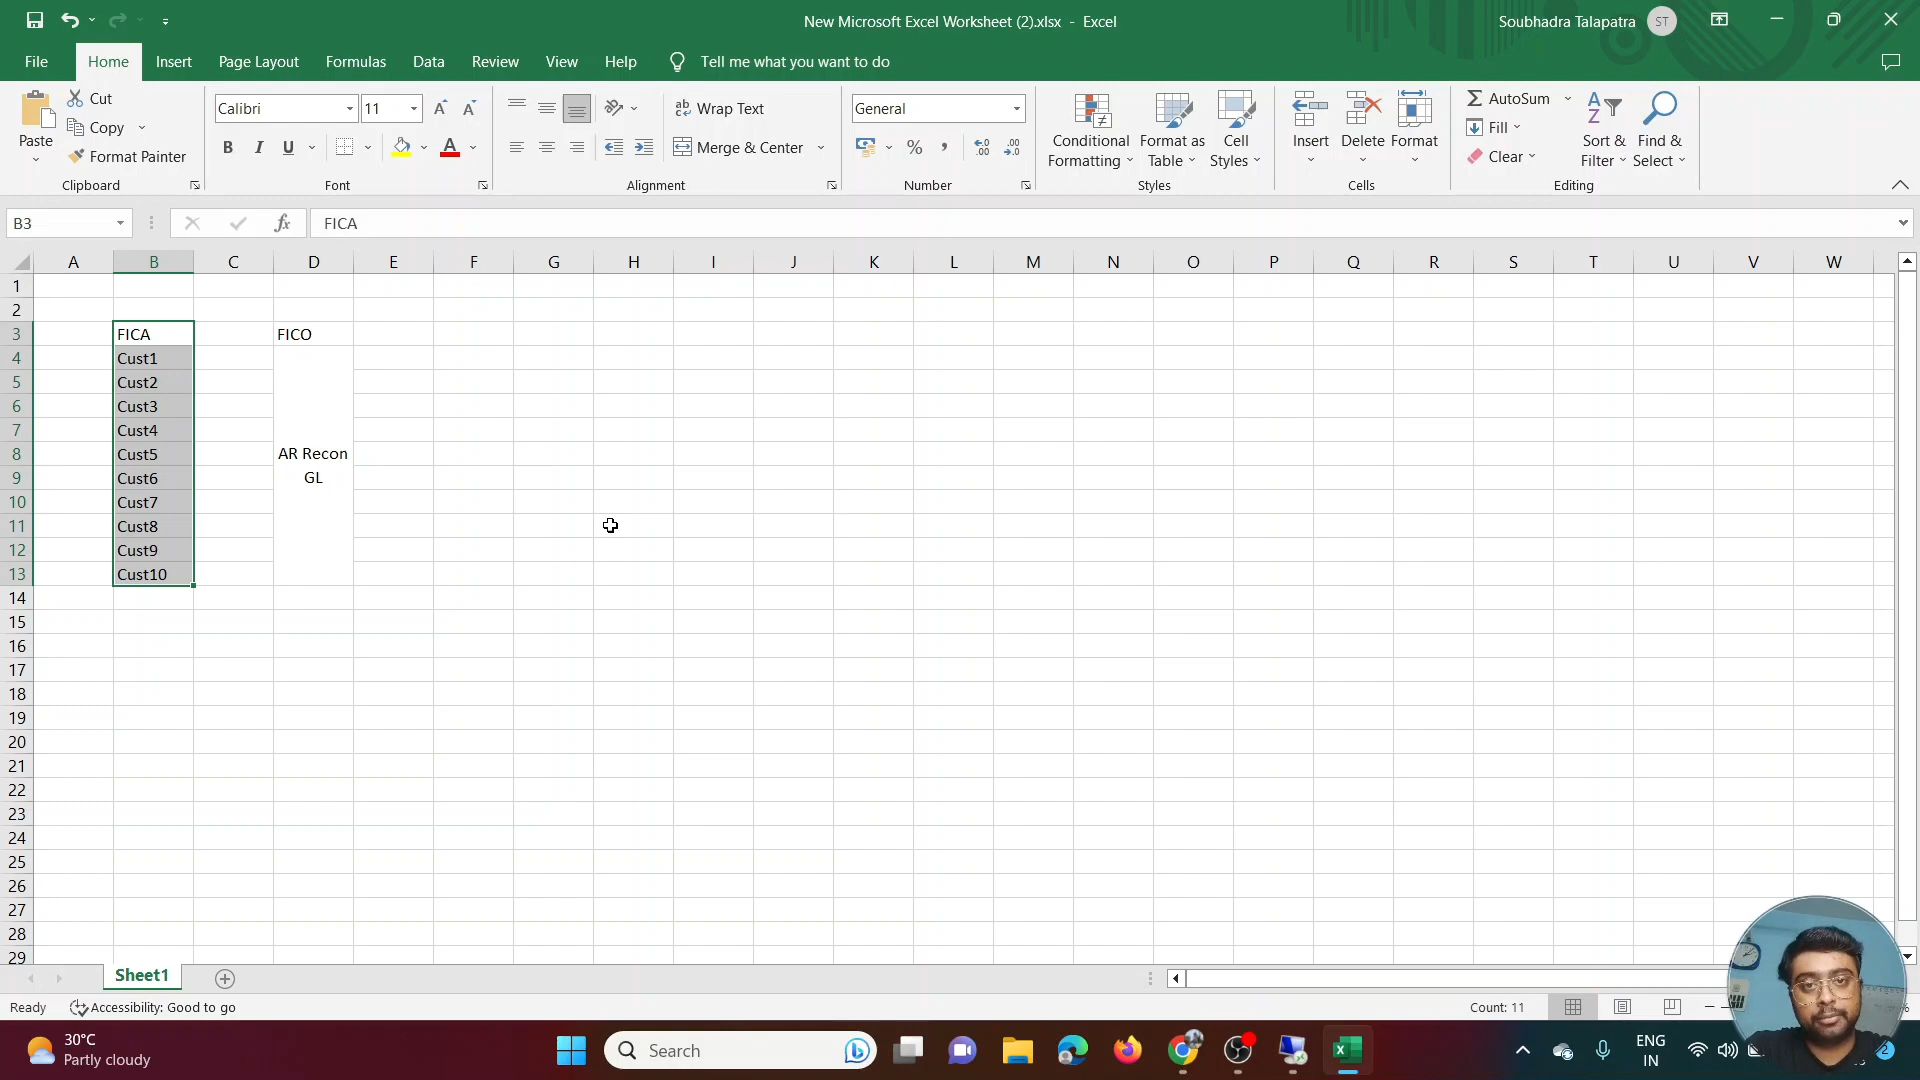 New Microsoft Excel Worksheet (2).xlsx - Excel
Soubhadra Talapatra
ST
File
Home
Insert
Page Layout
Formulas
Data
Review
View
Help
Tell me what you want to do
Paste
Cut
Copy
Format Painter
Clipboard
Calibri
11
B
I
U
Font
Wrap Text
Merge & Center
Alignment
General
Number
Conditional
Formatting
Format as
Table
Cell
Styles
Styles
Insert
Delete
Format
Cells
AutoSum
Fill
Clear
Sort &
Filter
Find &
Select
Editing
B3
FICA
A B C D E F G H I J K L M N O P Q R S T U V W
1
2
3 FICA FICO
4 Cust1
5 Cust2
6 Cust3
7 Cust4
8 Cust5 AR Recon
9 Cust6 GL
10 Cust7
11 Cust8
12 Cust9
13 Cust10
14
15
16
17
18
19
20
21
22
23
24
25
26
27
28
29
Sheet1
Ready
Accessibility: Good to go
Count: 11
30°C
Partly cloudy
Search
ENG
IN
2